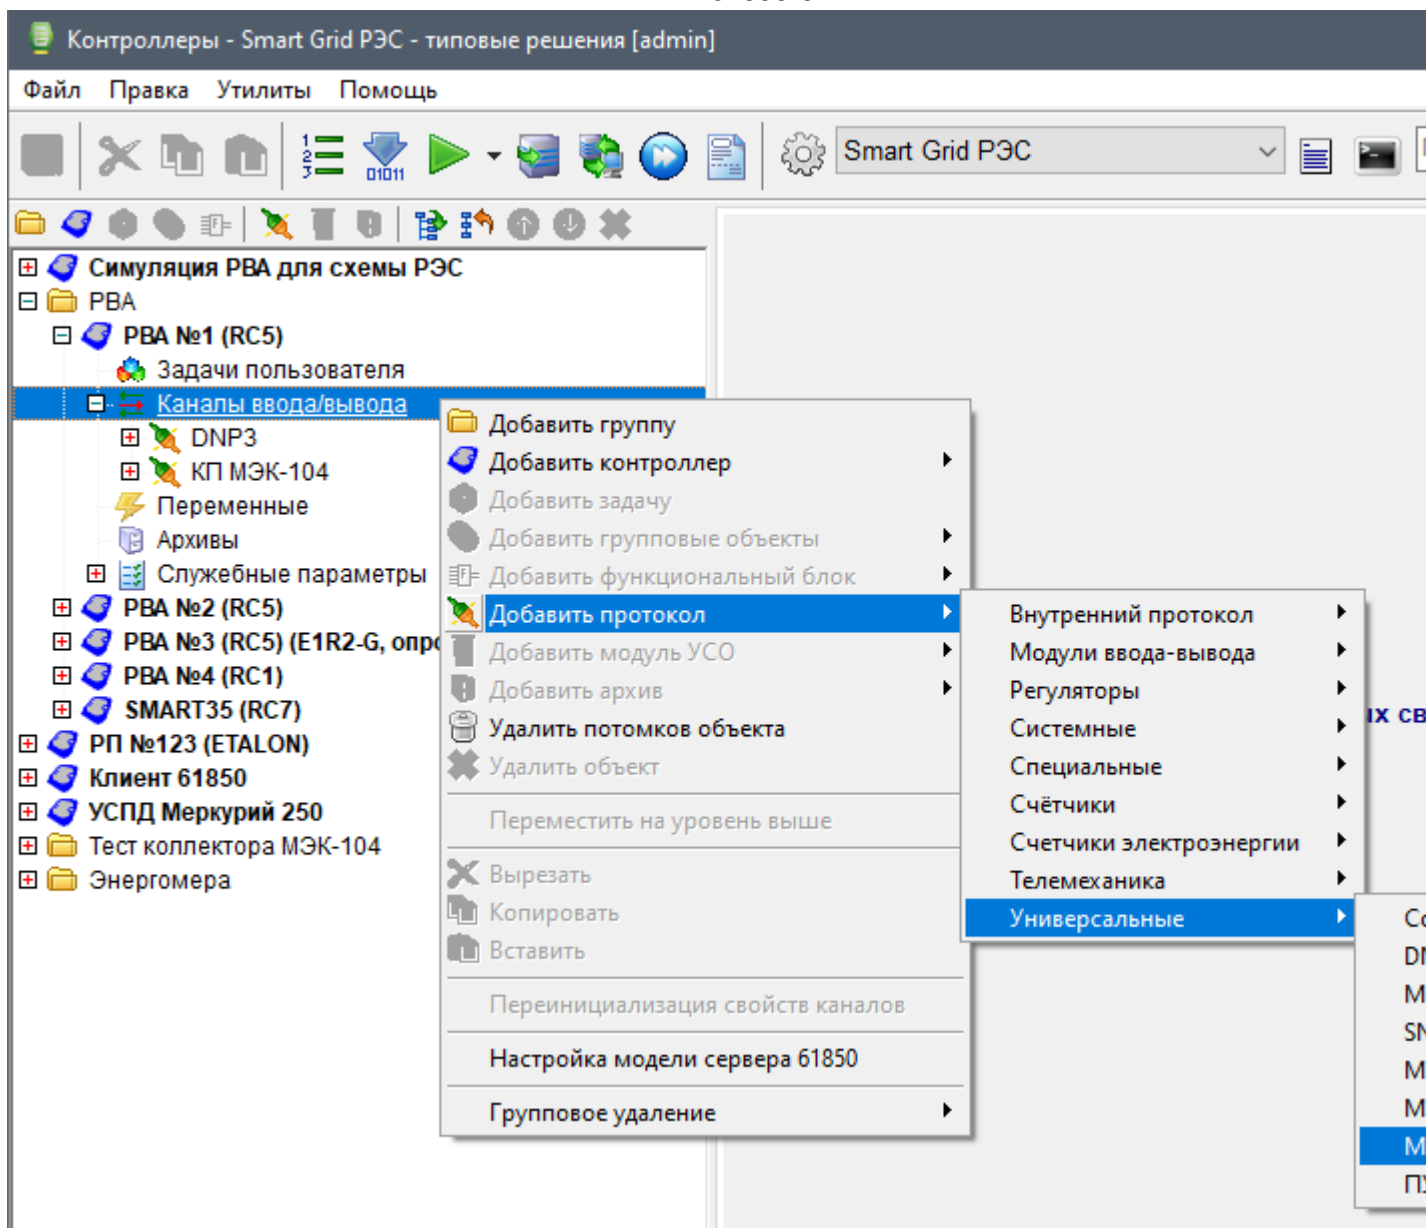 Контроллеры - Smart Grid РЭС - типовые решения [admin]
Файл Правка Утилиты Помощь
Smart Grid РЭС
Симуляция РВА для схемы РЭС
РВА
РВА №1 (RC5)
Задачи пользователя
Каналы ввода/вывода
DNP3
КП МЭК-104
Переменные
Архивы
Служебные параметры
РВА №2 (RC5)
РВА №3 (RC5) (E1R2-G, опро
РВА №4 (RC1)
SMART35 (RC7)
РП №123 (ETALON)
Клиент 61850
УСПД Меркурий 250
Тест коллектора МЭК-104
Энергомера
Добавить группу
Добавить контроллер
Добавить задачу
Добавить групповые объекты
Добавить функциональный блок
Добавить протокол
Добавить модуль УСО
Добавить архив
Удалить потомков объекта
Удалить объект
Переместить на уровень выше
Вырезать
Копировать
Вставить
Переинициализация свойств каналов
Настройка модели сервера 61850
Групповое удаление
Внутренний протокол
Модули ввода-вывода
Регуляторы
Системные
Специальные
Счётчики
Счетчики электроэнергии
Телемеханика
Универсальные